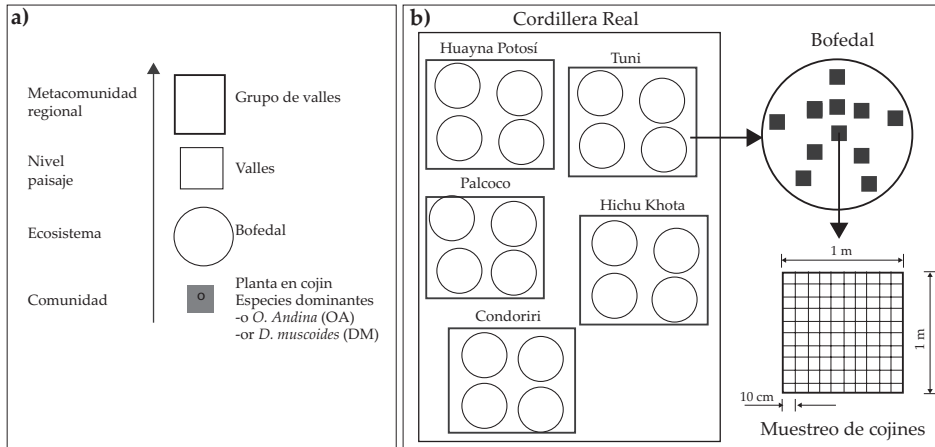 a)
Metacomunidad
regional
Grupo de valles
Nivel
paisaje
Valles
Ecosistema
Bofedal
Comunidad
o
Planta en cojin
Especies dominantes
-o O. Andina (OA)
-or D. muscoides (DM)
b)
Cordillera Real
Huayna Potosí
Tuni
Palcoco
Hichu Khota
Condoriri
Bofedal
1 m
1 m
10 cm
Muestreo de cojines